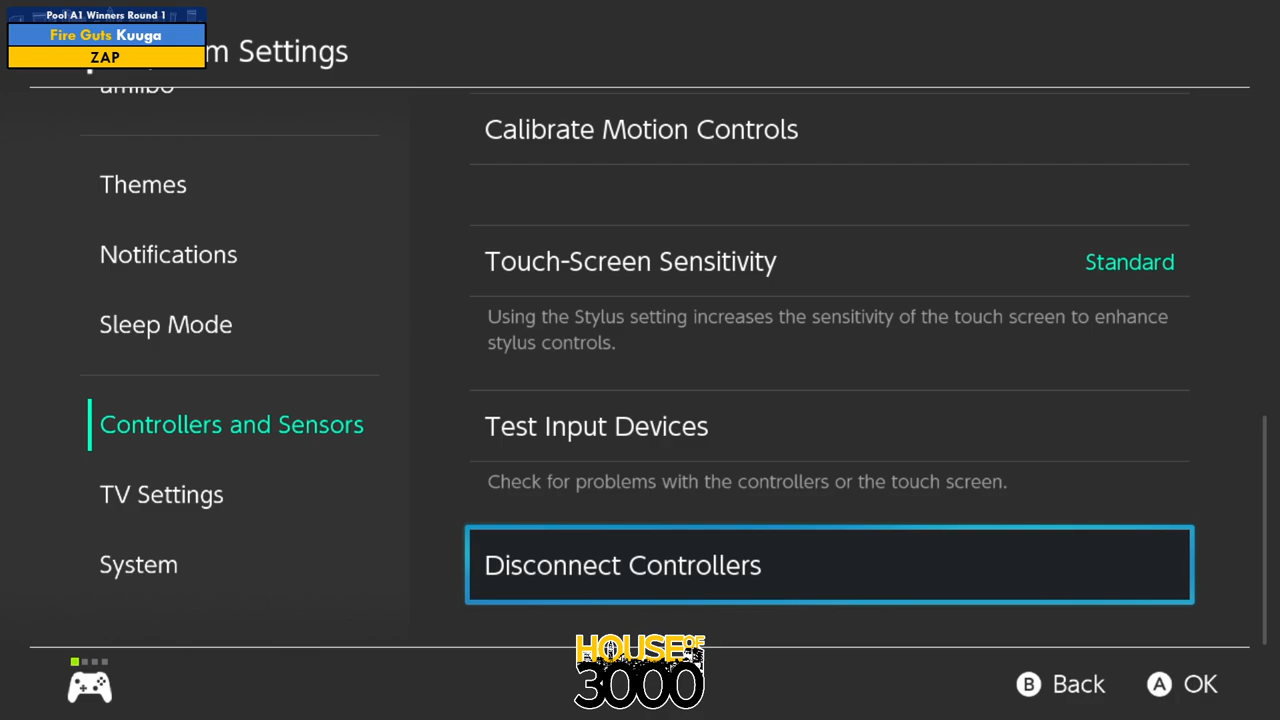 Pool A1 Winners Round 1
Fire Guts Kuuga
ZAP
m Settings
amiibo
Themes
Notifications
Sleep Mode
Controllers and Sensors
TV Settings
System
Calibrate Motion Controls
Touch-Screen Sensitivity Standard
Using the Stylus setting increases the sensitivity of the touch screen to enhance
stylus controls.
Test Input Devices
Check for problems with the controllers or the touch screen.
Disconnect Controllers
HOUSE OF
3000
B Back A OK